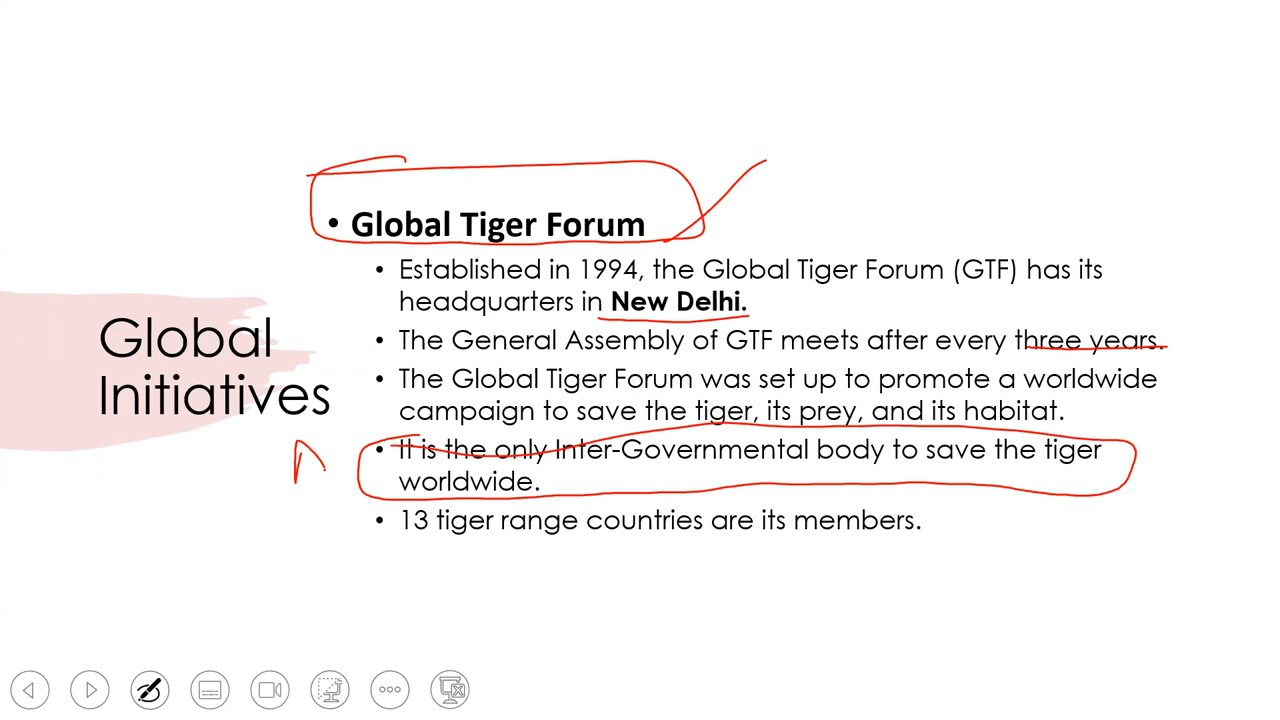 Global
Initiatives
• Global Tiger Forum
• Established in 1994, the Global Tiger Forum (GTF) has its
headquarters in New Delhi.
• The General Assembly of GTF meets after every three years.
• The Global Tiger Forum was set up to promote a worldwide
campaign to save the tiger, its prey, and its habitat.
• It is the only Inter-Governmental body to save the tiger
worldwide.
• 13 tiger range countries are its members.